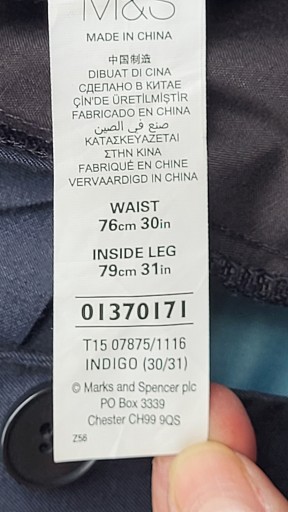 M&S
MADE IN CHINA
中国制造
DIBUAT DI CINA
СДЕЛАНО В КИТАЕ
ÇİN'DE ÜRETİLMİŞTİR
FABRICADO EN CHINA
صنع في الصين
ΚΑΤΑΣΚΕΥΑΖΕΤΑΙ
ΣΤΗΝ ΚΙΝΑ
FABRIQUÉ EN CHINE
VERVAARDIGD IN CHINA
WAIST
76cm 30in
INSIDE LEG
79cm 31in
01370171
T15 07875/1116
INDIGO (30/31)
© Marks and Spencer plc
PO Box 3339
Chester CH99 9QS
Z56